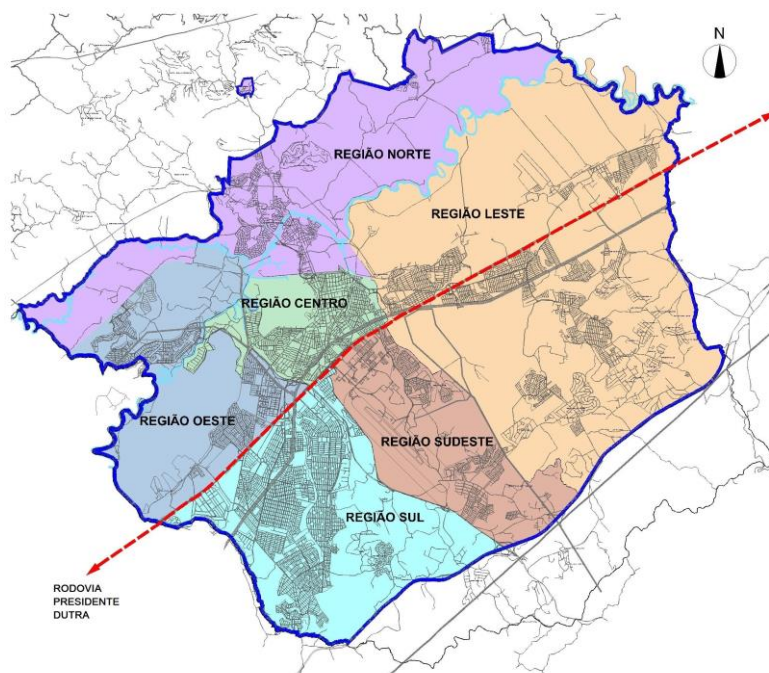 N
REGIÃO NORTE
REGIÃO LESTE
REGIÃO CENTRO
REGIÃO OESTE
REGIÃO SUDESTE
REGIÃO SUL
RODOVIA
PRESIDENTE
DUTRA